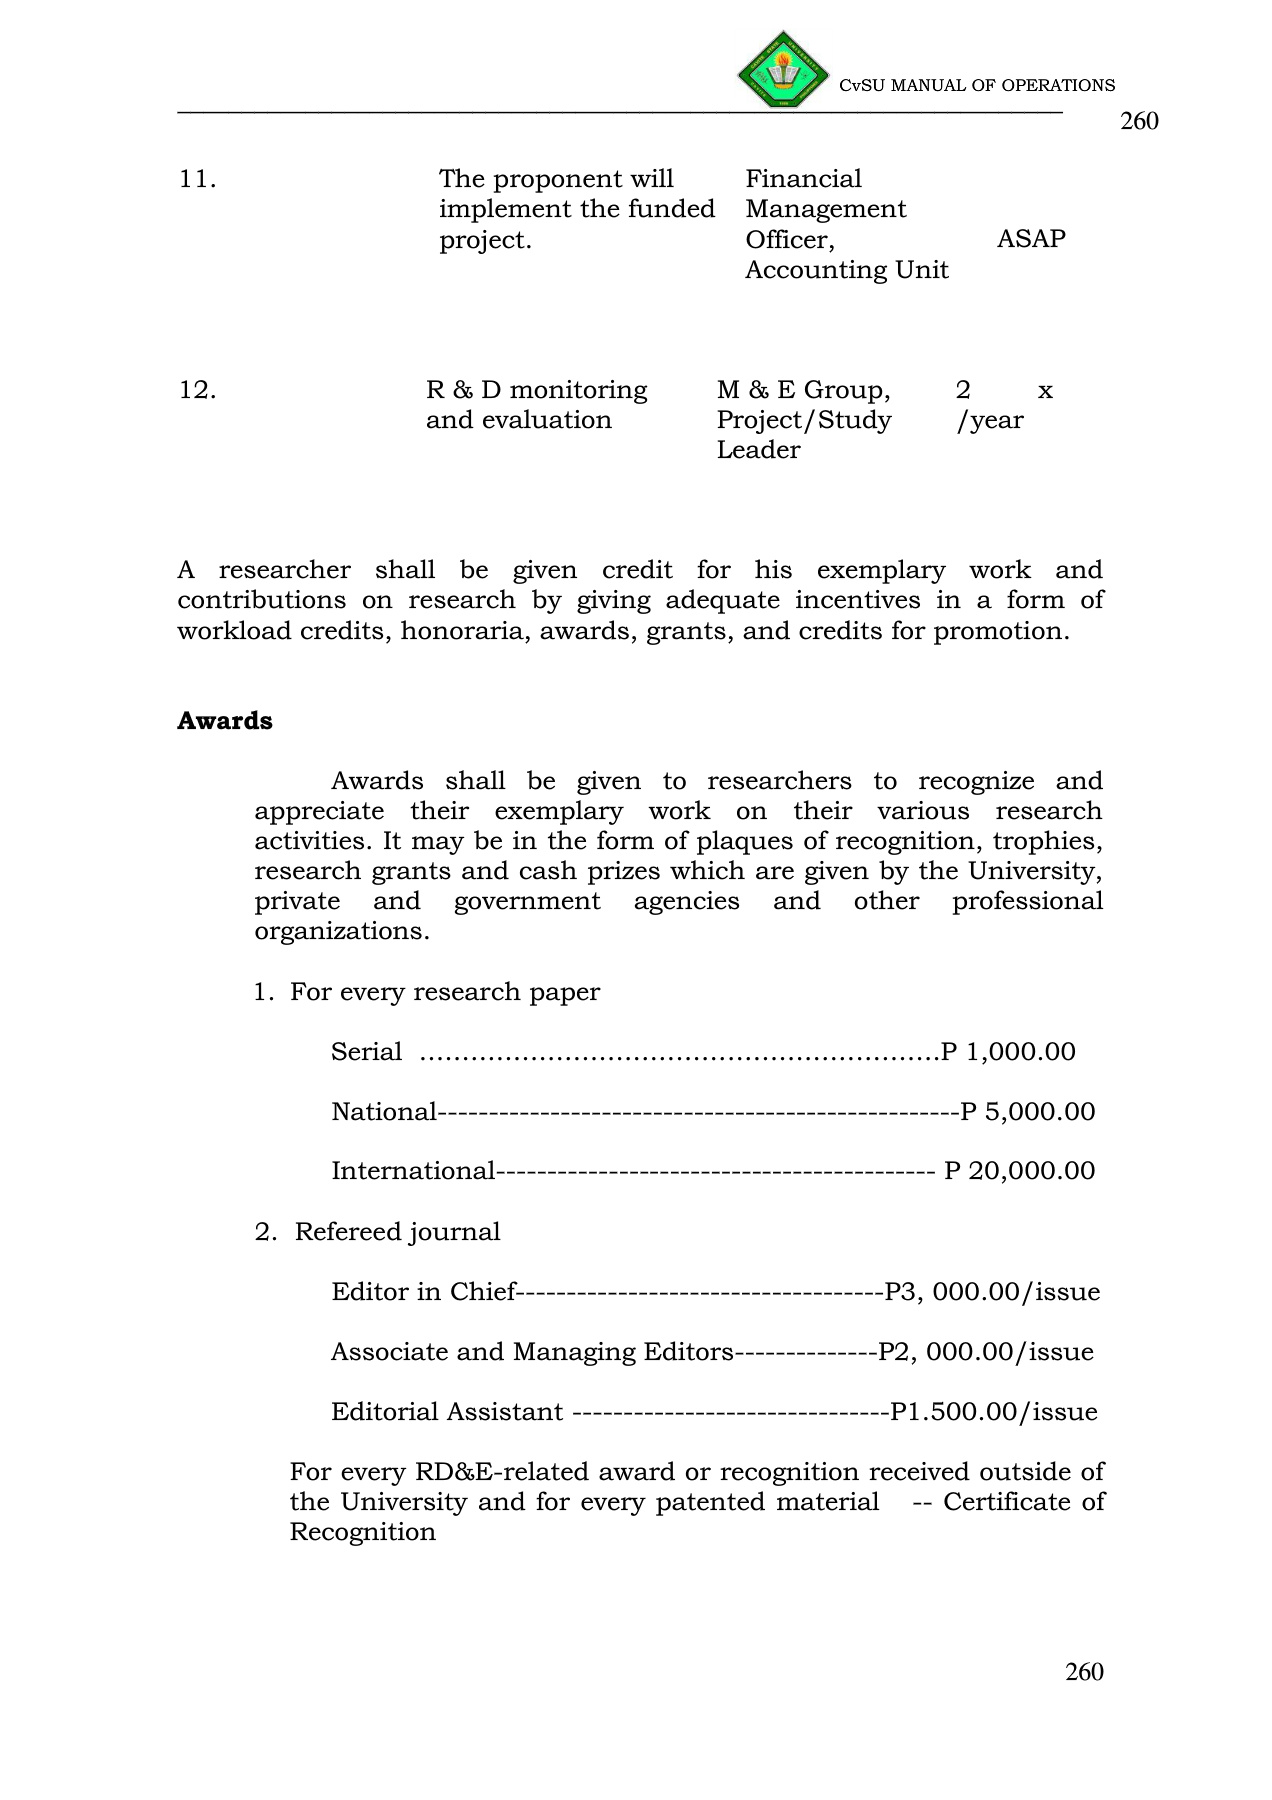 CvSU MANUAL OF OPERATIONS
260
11. The proponent will Financial
implement the funded Management
project. Officer, ASAP
Accounting Unit
12. R & D monitoring M & E Group, 2 x
and evaluation Project/Study /year
Leader
A researcher shall be given credit for his exemplary work and
contributions on research by giving adequate incentives in a form of
workload credits, honoraria, awards, grants, and credits for promotion.
Awards
Awards shall be given to researchers to recognize and
appreciate their exemplary work on their various research
activities. It may be in the form of plaques of recognition, trophies,
research grants and cash prizes which are given by the University,
private and government agencies and other professional
organizations.
1. For every research paper
Serial ……………………………………………………P 1,000.00
National---------------------------------------------------P 5,000.00
International------------------------------------------- P 20,000.00
2. Refereed journal
Editor in Chief------------------------------------P3, 000.00/issue
Associate and Managing Editors--------------P2, 000.00/issue
Editorial Assistant -------------------------------P1.500.00/issue
For every RD&E-related award or recognition received outside of
the University and for every patented material -- Certificate of
Recognition
260